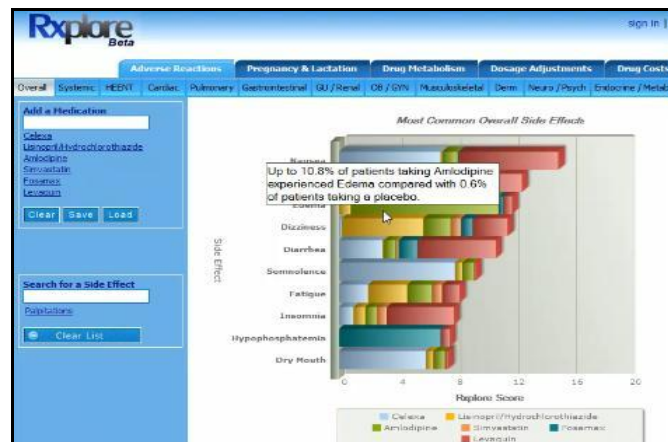 Rxplore
Beta
sign in |
Adverse Reactions
Pregnancy & Lactation
Drug Metabolism
Dosage Adjustments
Drug Costs
Overall Systemic HEENT Cardiac Pulmonary Gastrointestinal GU / Renal OB / GYN Musculoskeletal Derm Neuro / Psych Endocrine / Metab
Add a Medication
Celexa
Lisinopril/Hydrochlorothiazide
Amlodipine
Simvastatin
Fosamax
Levaquin
Clear Save Load
Search for a Side Effect
Palpitations
Clear List
Most Common Overall Side Effects
Nausea
Up to 10.8% of patients taking Amlodipine
experienced Edema compared with 0.6%
of patients taking a placebo.
Edema
Dizziness
Diarrhea
Somnolence
Fatigue
Insomnia
Hypophosphatemia
Dry Mouth
Side Effect
0 4 8 12 16 20
Rxplore Score
Celexa Lisinopril/Hydrochlorothiazide
Amlodipine Simvastatin Fosamax
Levaquin